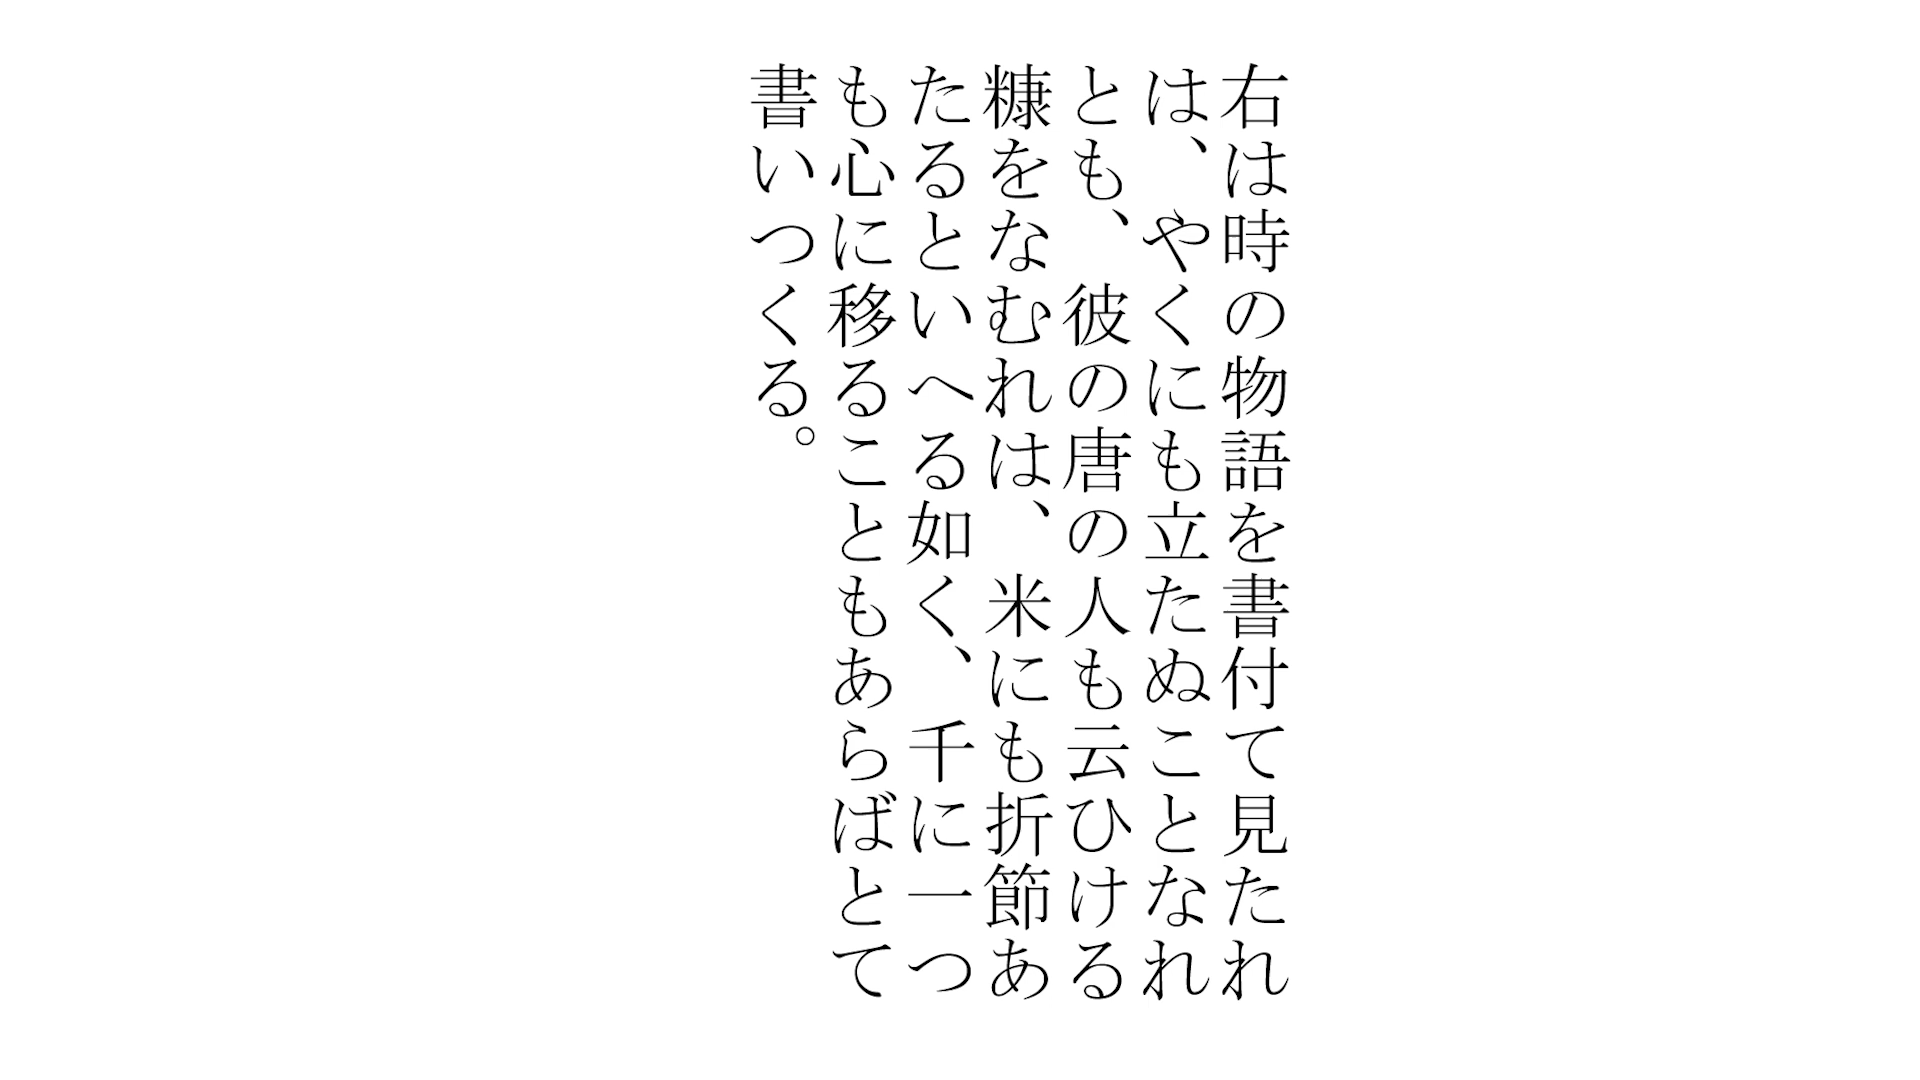 右は時の物語を書付て見たれ
は、やくにも立たぬことなれ
とも、彼の唐の人も云ひける
糠をなむれは、米にも折節あ
たるといへる如く、千に一つ
も心に移ることもあらばとて
書いつくる。